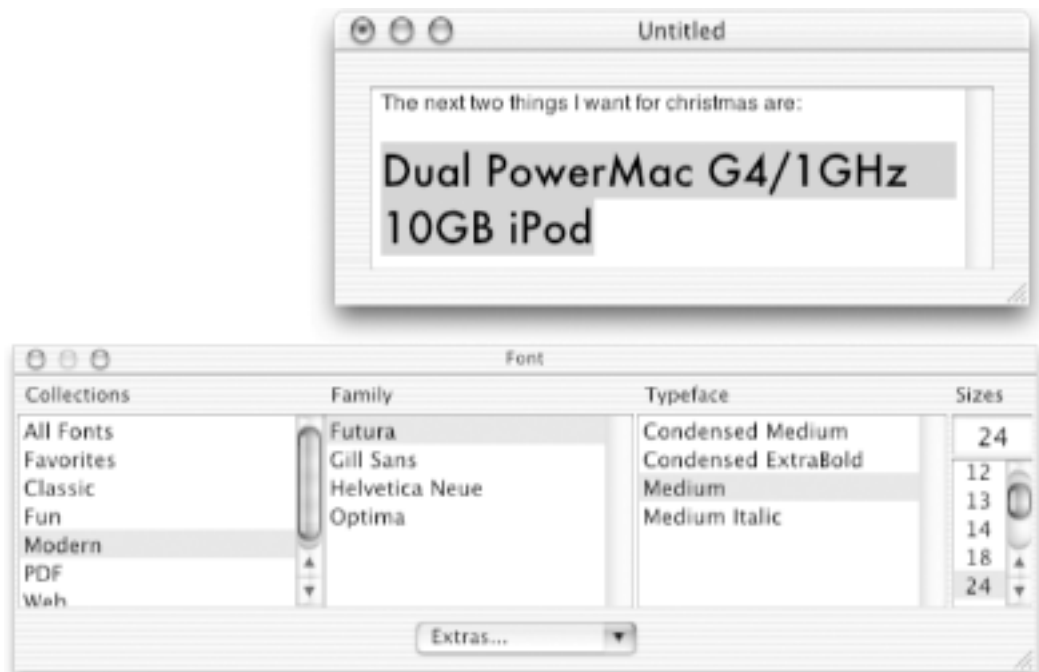 Untitled
The next two things I want for christmas are:
Dual PowerMac G4/1GHz
10GB iPod
Font
Collections
Family
Typeface
Sizes
All Fonts
Favorites
Classic
Fun
Modern
PDF
Web
Futura
Gill Sans
Helvetica Neue
Optima
Condensed Medium
Condensed ExtraBold
Medium
Medium Italic
24
12
13
14
18
24
Extras...